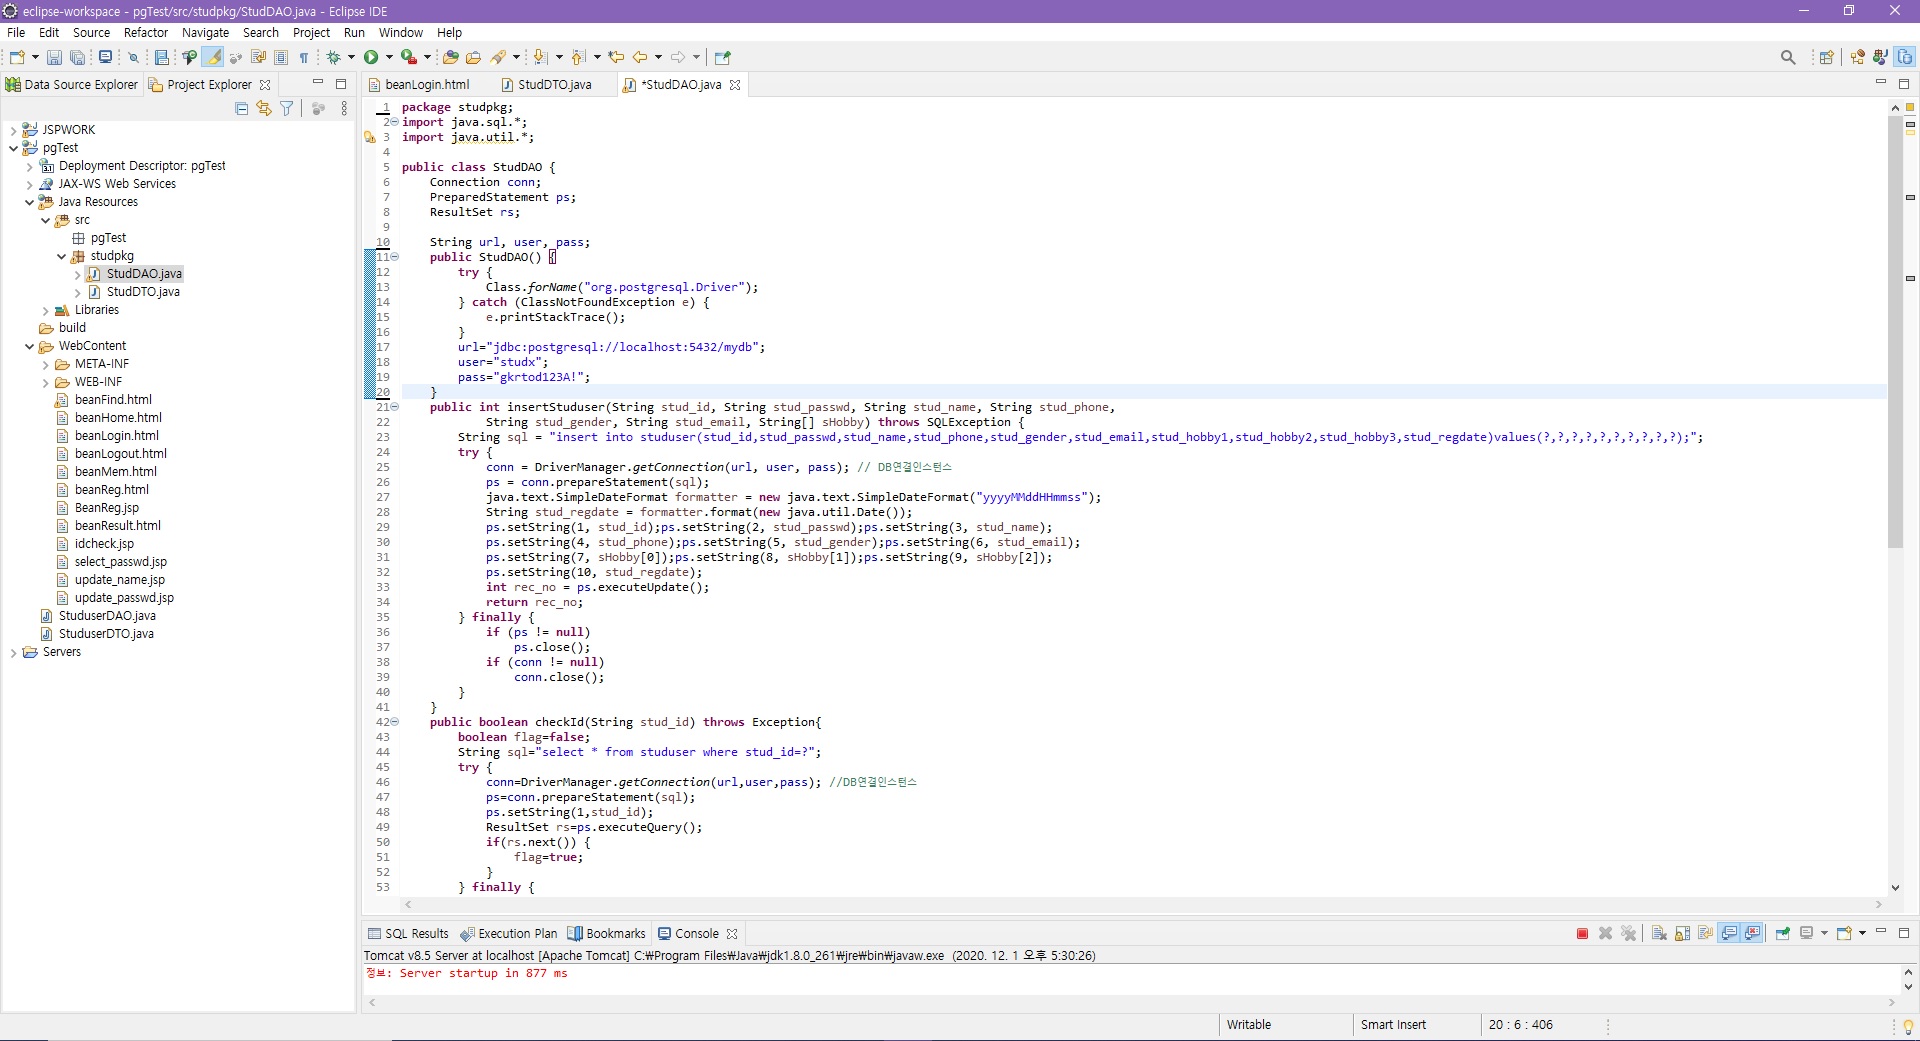 eclipse-workspace - pgTest/src/studpkg/StudDAO.java - Eclipse IDE
File Edit Source Refactor Navigate Search Project Run Window Help
Data Source Explorer Project Explorer
beanLogin.html StudDTO.java *StudDAO.java
JSPWORK
pgTest
Deployment Descriptor: pgTest
JAX-WS Web Services
Java Resources
src
pgTest
studpkg
StudDAO.java
StudDTO.java
Libraries
build
WebContent
META-INF
WEB-INF
beanFind.html
beanHome.html
beanLogin.html
beanLogout.html
beanMem.html
beanReg.html
BeanReg.jsp
beanResult.html
idcheck.jsp
select_passwd.jsp
update_name.jsp
update_passwd.jsp
StuduserDAO.java
StuduserDTO.java
Servers
1 package studpkg;
2 import java.sql.*;
3 import java.util.*;
4
5 public class StudDAO {
6 Connection conn;
7 PreparedStatement ps;
8 ResultSet rs;
9
10 String url, user, pass;
11 public StudDAO() {
12 try {
13 Class.forName("org.postgresql.Driver");
14 } catch (ClassNotFoundException e) {
15 e.printStackTrace();
16 }
17 url="jdbc:postgresql://localhost:5432/mydb";
18 user="studx";
19 pass="gkrtod123A!";
20 }
21 public int insertStuduser(String stud_id, String stud_passwd, String stud_name, String stud_phone,
22 String stud_gender, String stud_email, String[] sHobby) throws SQLException {
23 String sql = "insert into studuser(stud_id,stud_passwd,stud_name,stud_phone,stud_gender,stud_email,stud_hobby1,stud_hobby2,stud_hobby3,stud_regdate)values(?,?,?,?,?,?,?,?,?,?);";
24 try {
25 conn = DriverManager.getConnection(url, user, pass); // DB연결인스턴스
26 ps = conn.prepareStatement(sql);
27 java.text.SimpleDateFormat formatter = new java.text.SimpleDateFormat("yyyyMMddHHmmss");
28 String stud_regdate = formatter.format(new java.util.Date());
29 ps.setString(1, stud_id);ps.setString(2, stud_passwd);ps.setString(3, stud_name);
30 ps.setString(4, stud_phone);ps.setString(5, stud_gender);ps.setString(6, stud_email);
31 ps.setString(7, sHobby[0]);ps.setString(8, sHobby[1]);ps.setString(9, sHobby[2]);
32 ps.setString(10, stud_regdate);
33 int rec_no = ps.executeUpdate();
34 return rec_no;
35 } finally {
36 if (ps != null)
37 ps.close();
38 if (conn != null)
39 conn.close();
40 }
41 }
42 public boolean checkId(String stud_id) throws Exception{
43 boolean flag=false;
44 String sql="select * from studuser where stud_id=?";
45 try {
46 conn=DriverManager.getConnection(url,user,pass); //DB연결인스턴스
47 ps=conn.prepareStatement(sql);
48 ps.setString(1,stud_id);
49 ResultSet rs=ps.executeQuery();
50 if(rs.next()) {
51 flag=true;
52 }
53 } finally {
SQL Results Execution Plan Bookmarks Console
Tomcat v8.5 Server at localhost [Apache Tomcat] C:₩Program Files₩Java₩jdk1.8.0_261₩jre₩bin₩javaw.exe (2020. 12. 1 오후 5:30:26)
정보: Server startup in 877 ms
Writable Smart Insert 20 : 6 : 406